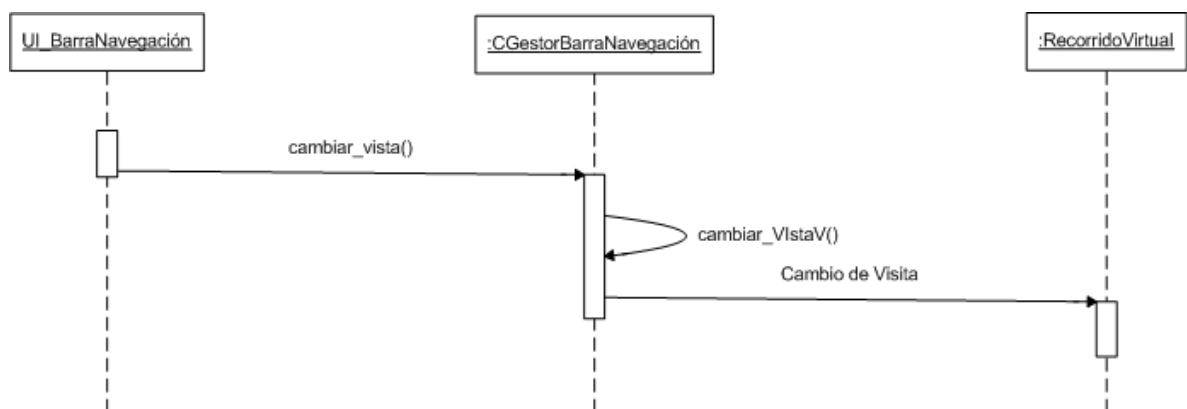 UI_BarraNavegación
:CGestorBarraNavegación
:RecorridoVirtual
cambiar_vista()
cambiar_VIstaV()
Cambio de Visita